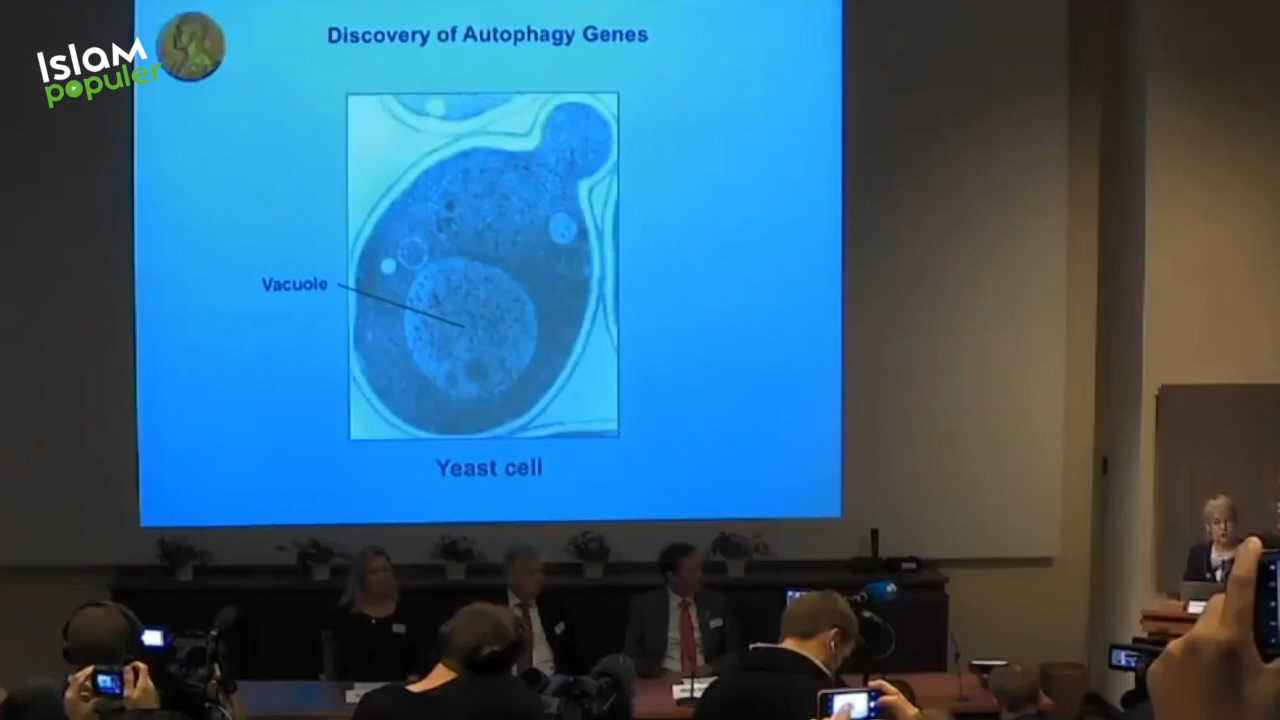 Islam
populer
Discovery of Autophagy Genes
Vacuole
Yeast cell